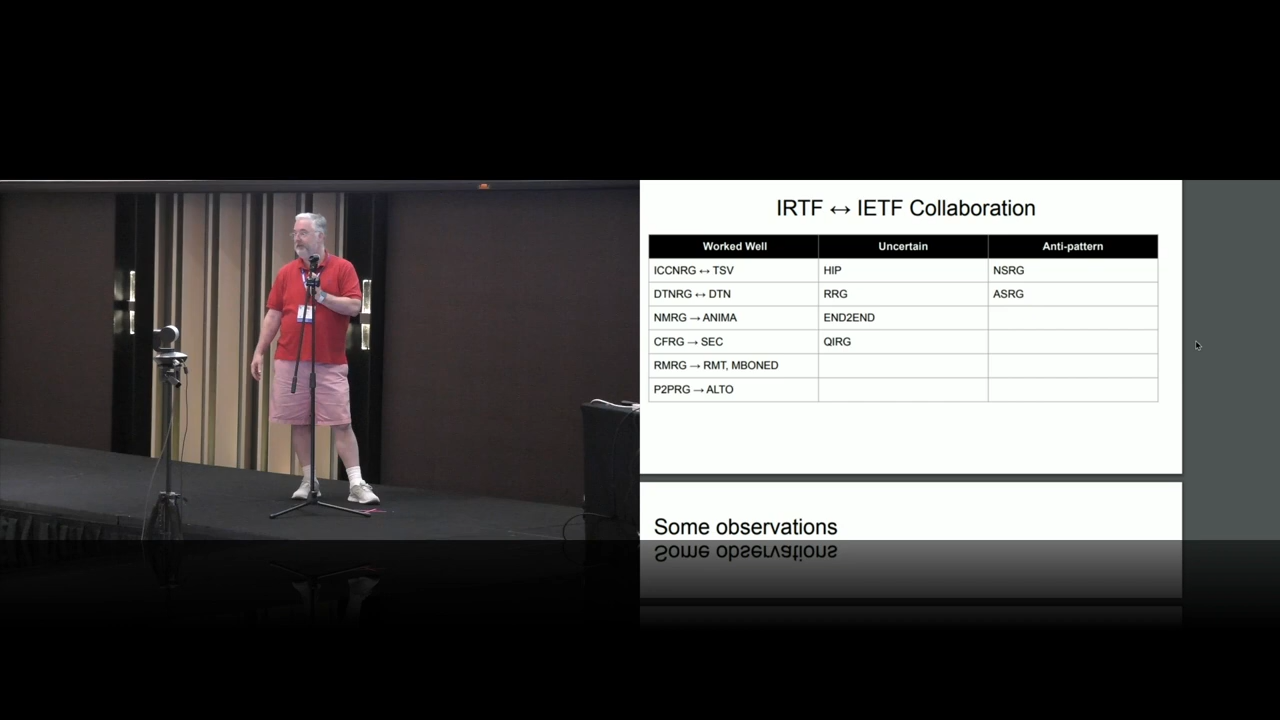 IRTF ↔ IETF Collaboration
Worked Well Uncertain Anti-pattern
ICCNRG ↔ TSV HIP NSRG
DTNRG ↔ DTN RRG ASRG
NMRG → ANIMA END2END
CFRG → SEC QIRG
RMRG → RMT, MBONED
P2PRG → ALTO
Some observations